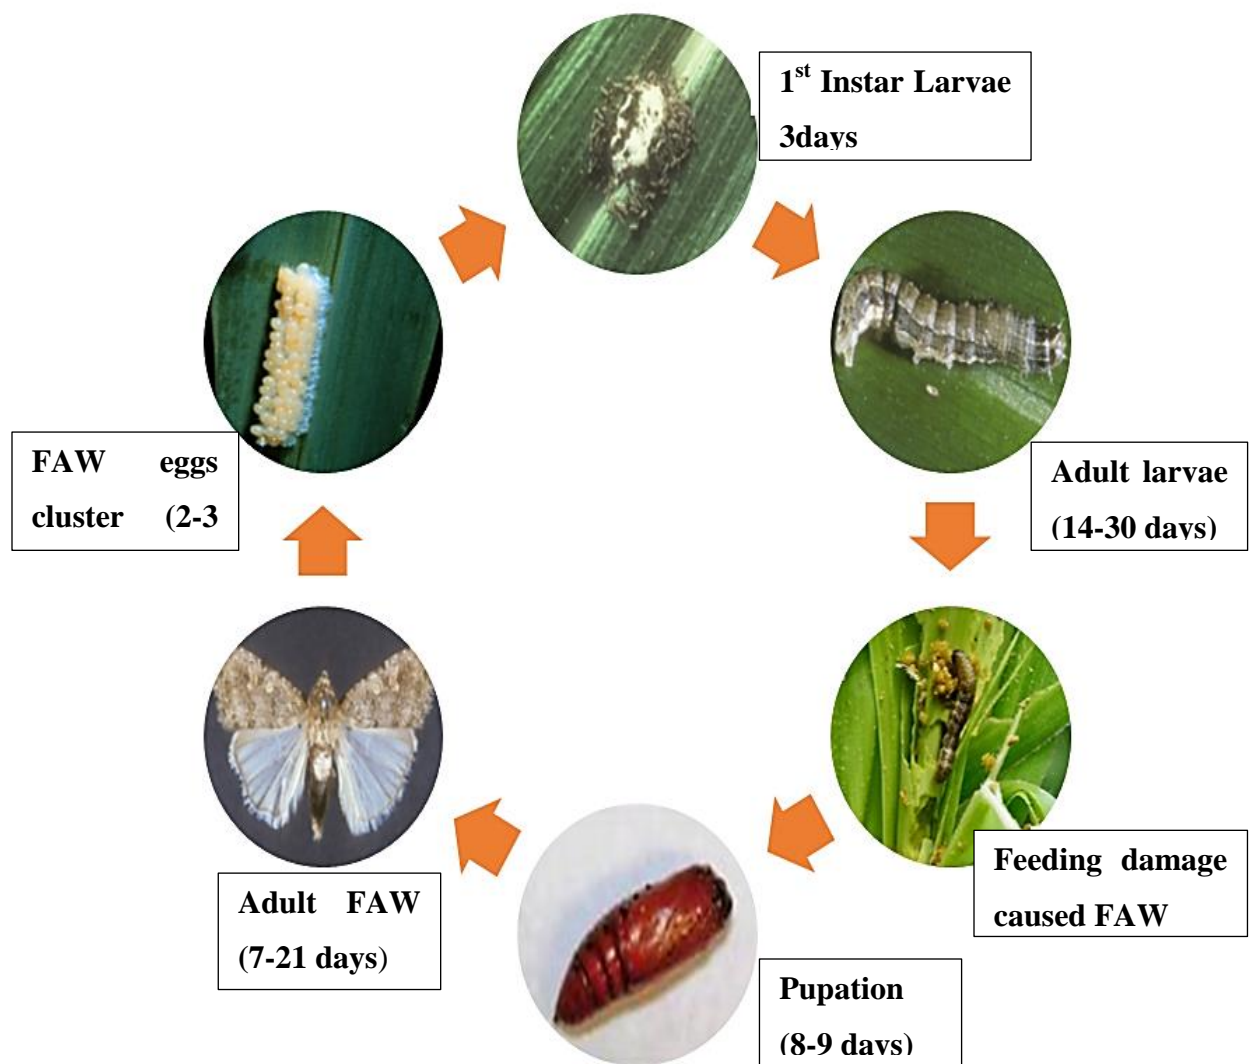 1st Instar Larvae
3days
FAW eggs
cluster (2-3
Adult larvae
(14-30 days)
Feeding damage
caused FAW
Adult FAW
(7-21 days)
Pupation
(8-9 days)